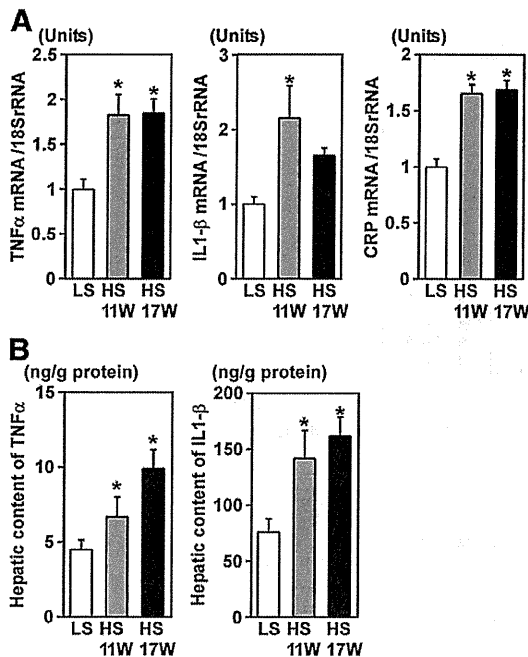 A
(Units)
TNFα mRNA /18SrRNA
2.5
2
1.5
1
0.5
0
*
*
LS HS HS
11W 17W
(Units)
IL1-β mRNA /18SrRNA
3
2
1
0
*
LS HS HS
11W 17W
(Units)
CRP mRNA /18SrRNA
2
1.5
1
0.5
0
*
*
LS HS HS
11W 17W
B
(ng/g protein)
Hepatic content of TNFα
15
10
5
0
*
*
LS HS HS
11W 17W
(ng/g protein)
Hepatic content of IL1-β
200
150
100
50
0
*
*
LS HS HS
11W 17W